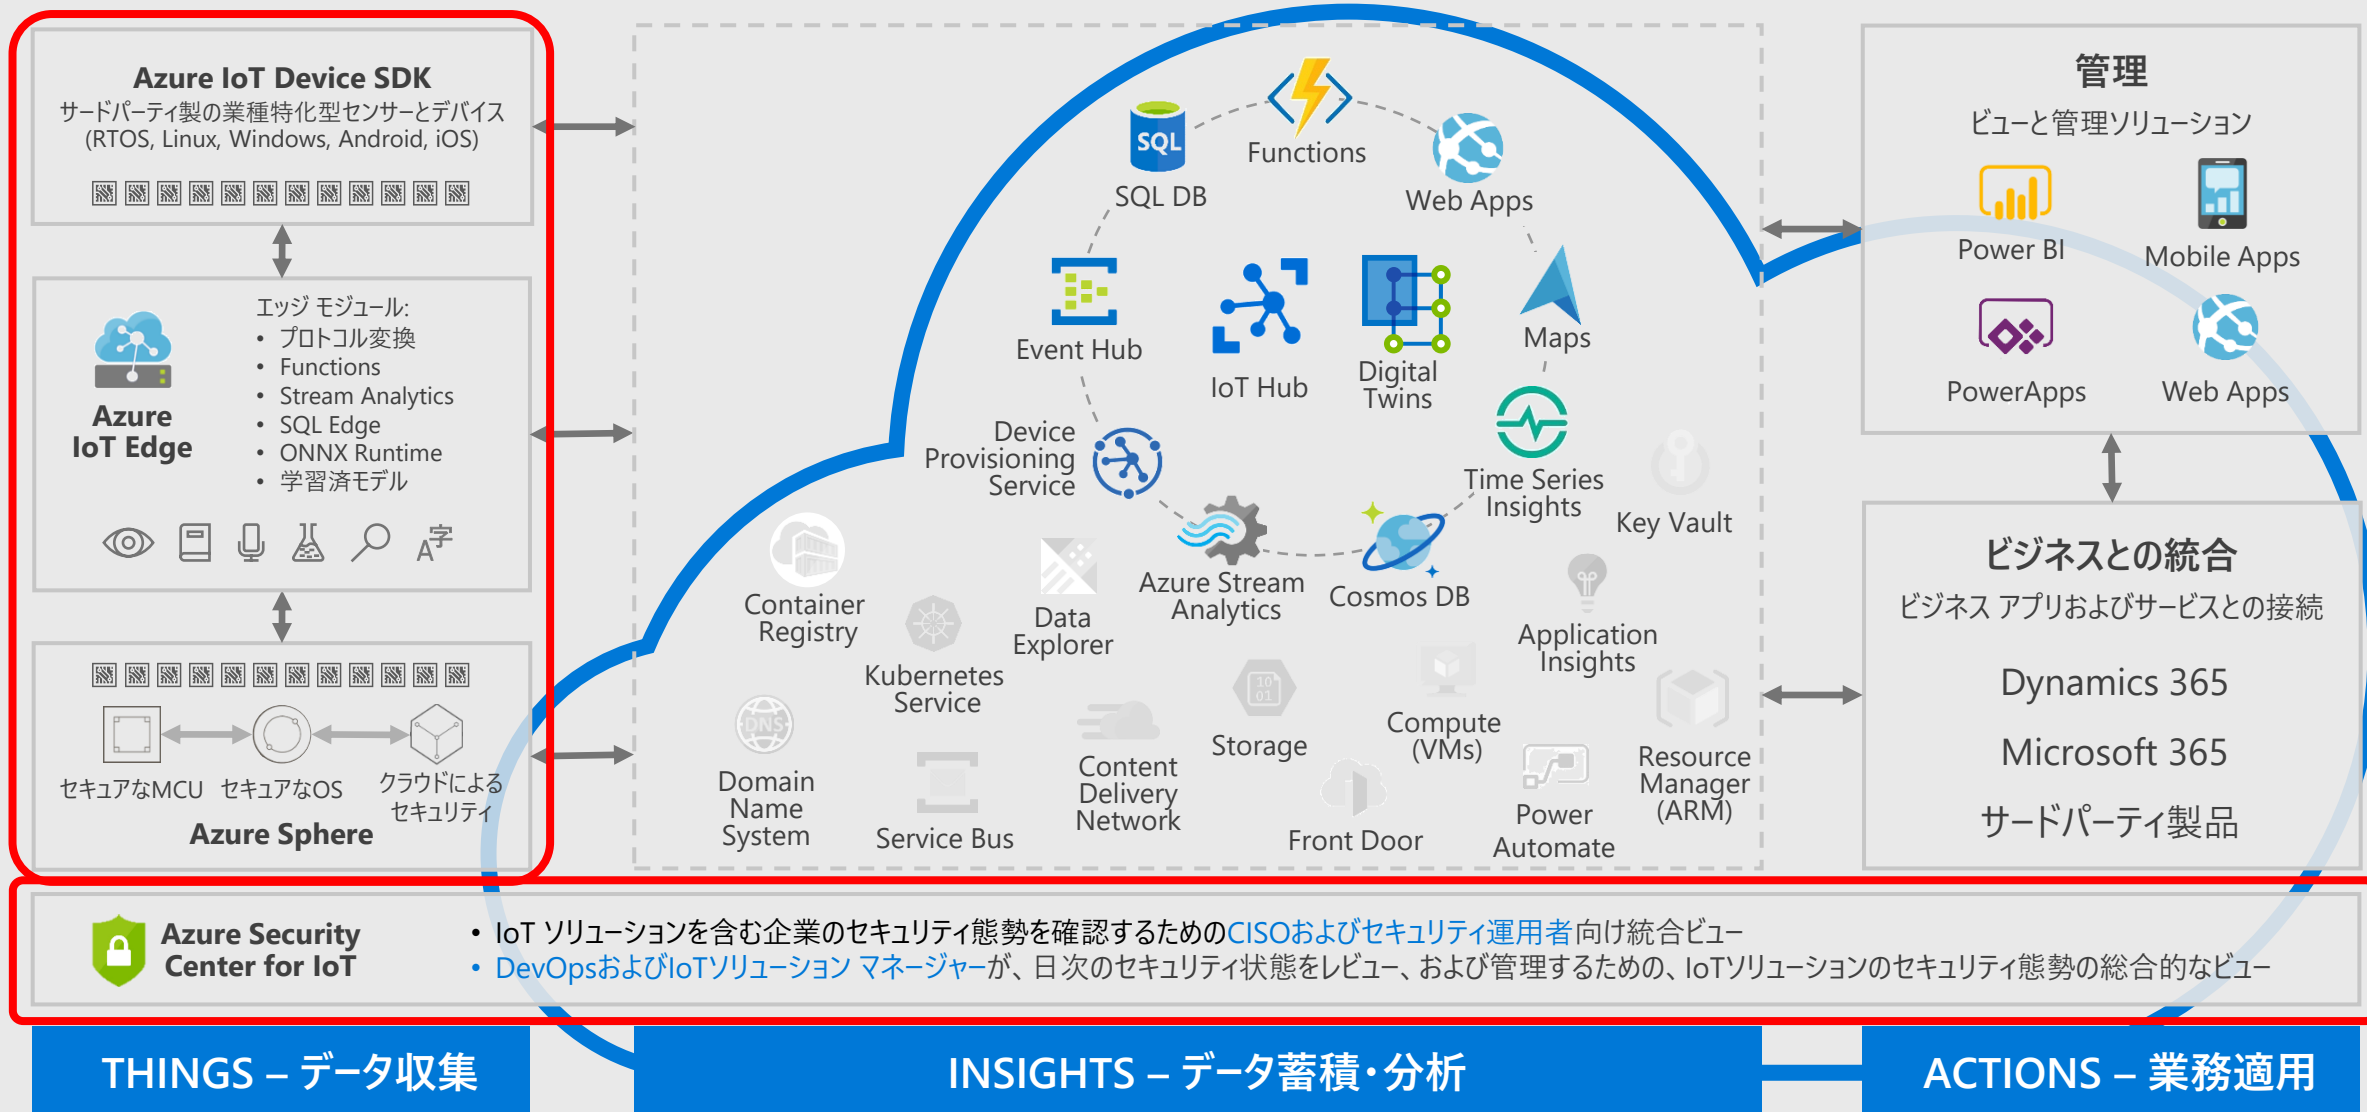 Azure IoT Device SDK
サードパーティ製の業種特化型センサーとデバイス
(RTOS, Linux, Windows, Android, iOS)
エッジ モジュール:
• プロトコル変換
• Functions
• Stream Analytics
• SQL Edge
• ONNX Runtime
• 学習済モデル
Azure
IoT Edge
A字
セキュアなMCU
セキュアなOS
クラウドによる
セキュリティ
Azure Sphere
SQL
SQL DB
Functions
Web Apps
Event Hub
IoT Hub
Digital
Twins
Maps
Device
Provisioning
Service
Time Series
Insights
Key Vault
Azure Stream
Analytics
Cosmos DB
Container
Registry
Kubernetes
Service
Data
Explorer
Application
Insights
DNS
Domain
Name
System
Service Bus
Content
Delivery
Network
10
01
Storage
Compute
(VMs)
Front Door
Power
Automate
Resource
Manager
(ARM)
管理
ビューと管理ソリューション
Power BI
Mobile Apps
PowerApps
Web Apps
ビジネスとの統合
ビジネス アプリおよびサービスとの接続
Dynamics 365
Microsoft 365
サードパーティ製品
Azure Security
Center for IoT
• IoT ソリューションを含む企業のセキュリティ態勢を確認するためのCISOおよびセキュリティ運用者向け統合ビュー
• DevOpsおよびIoTソリューション マネージャーが、日次のセキュリティ状態をレビュー、および管理するための、IoTソリューションのセキュリティ態勢の総合的なビュー
THINGS – データ収集
INSIGHTS – データ蓄積・分析
ACTIONS – 業務適用